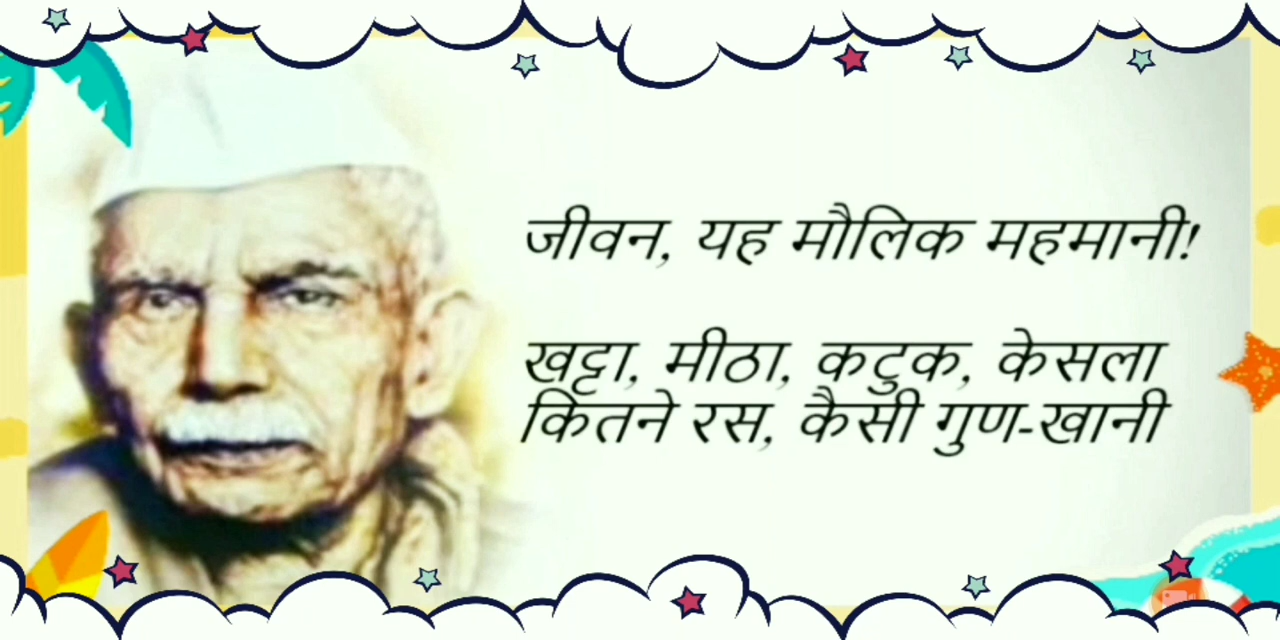 जीवन, यह मौलिक महमानी!
खट्टा, मीठा, कटुक, केसला
कितने रस, कैसी गुण-खानी